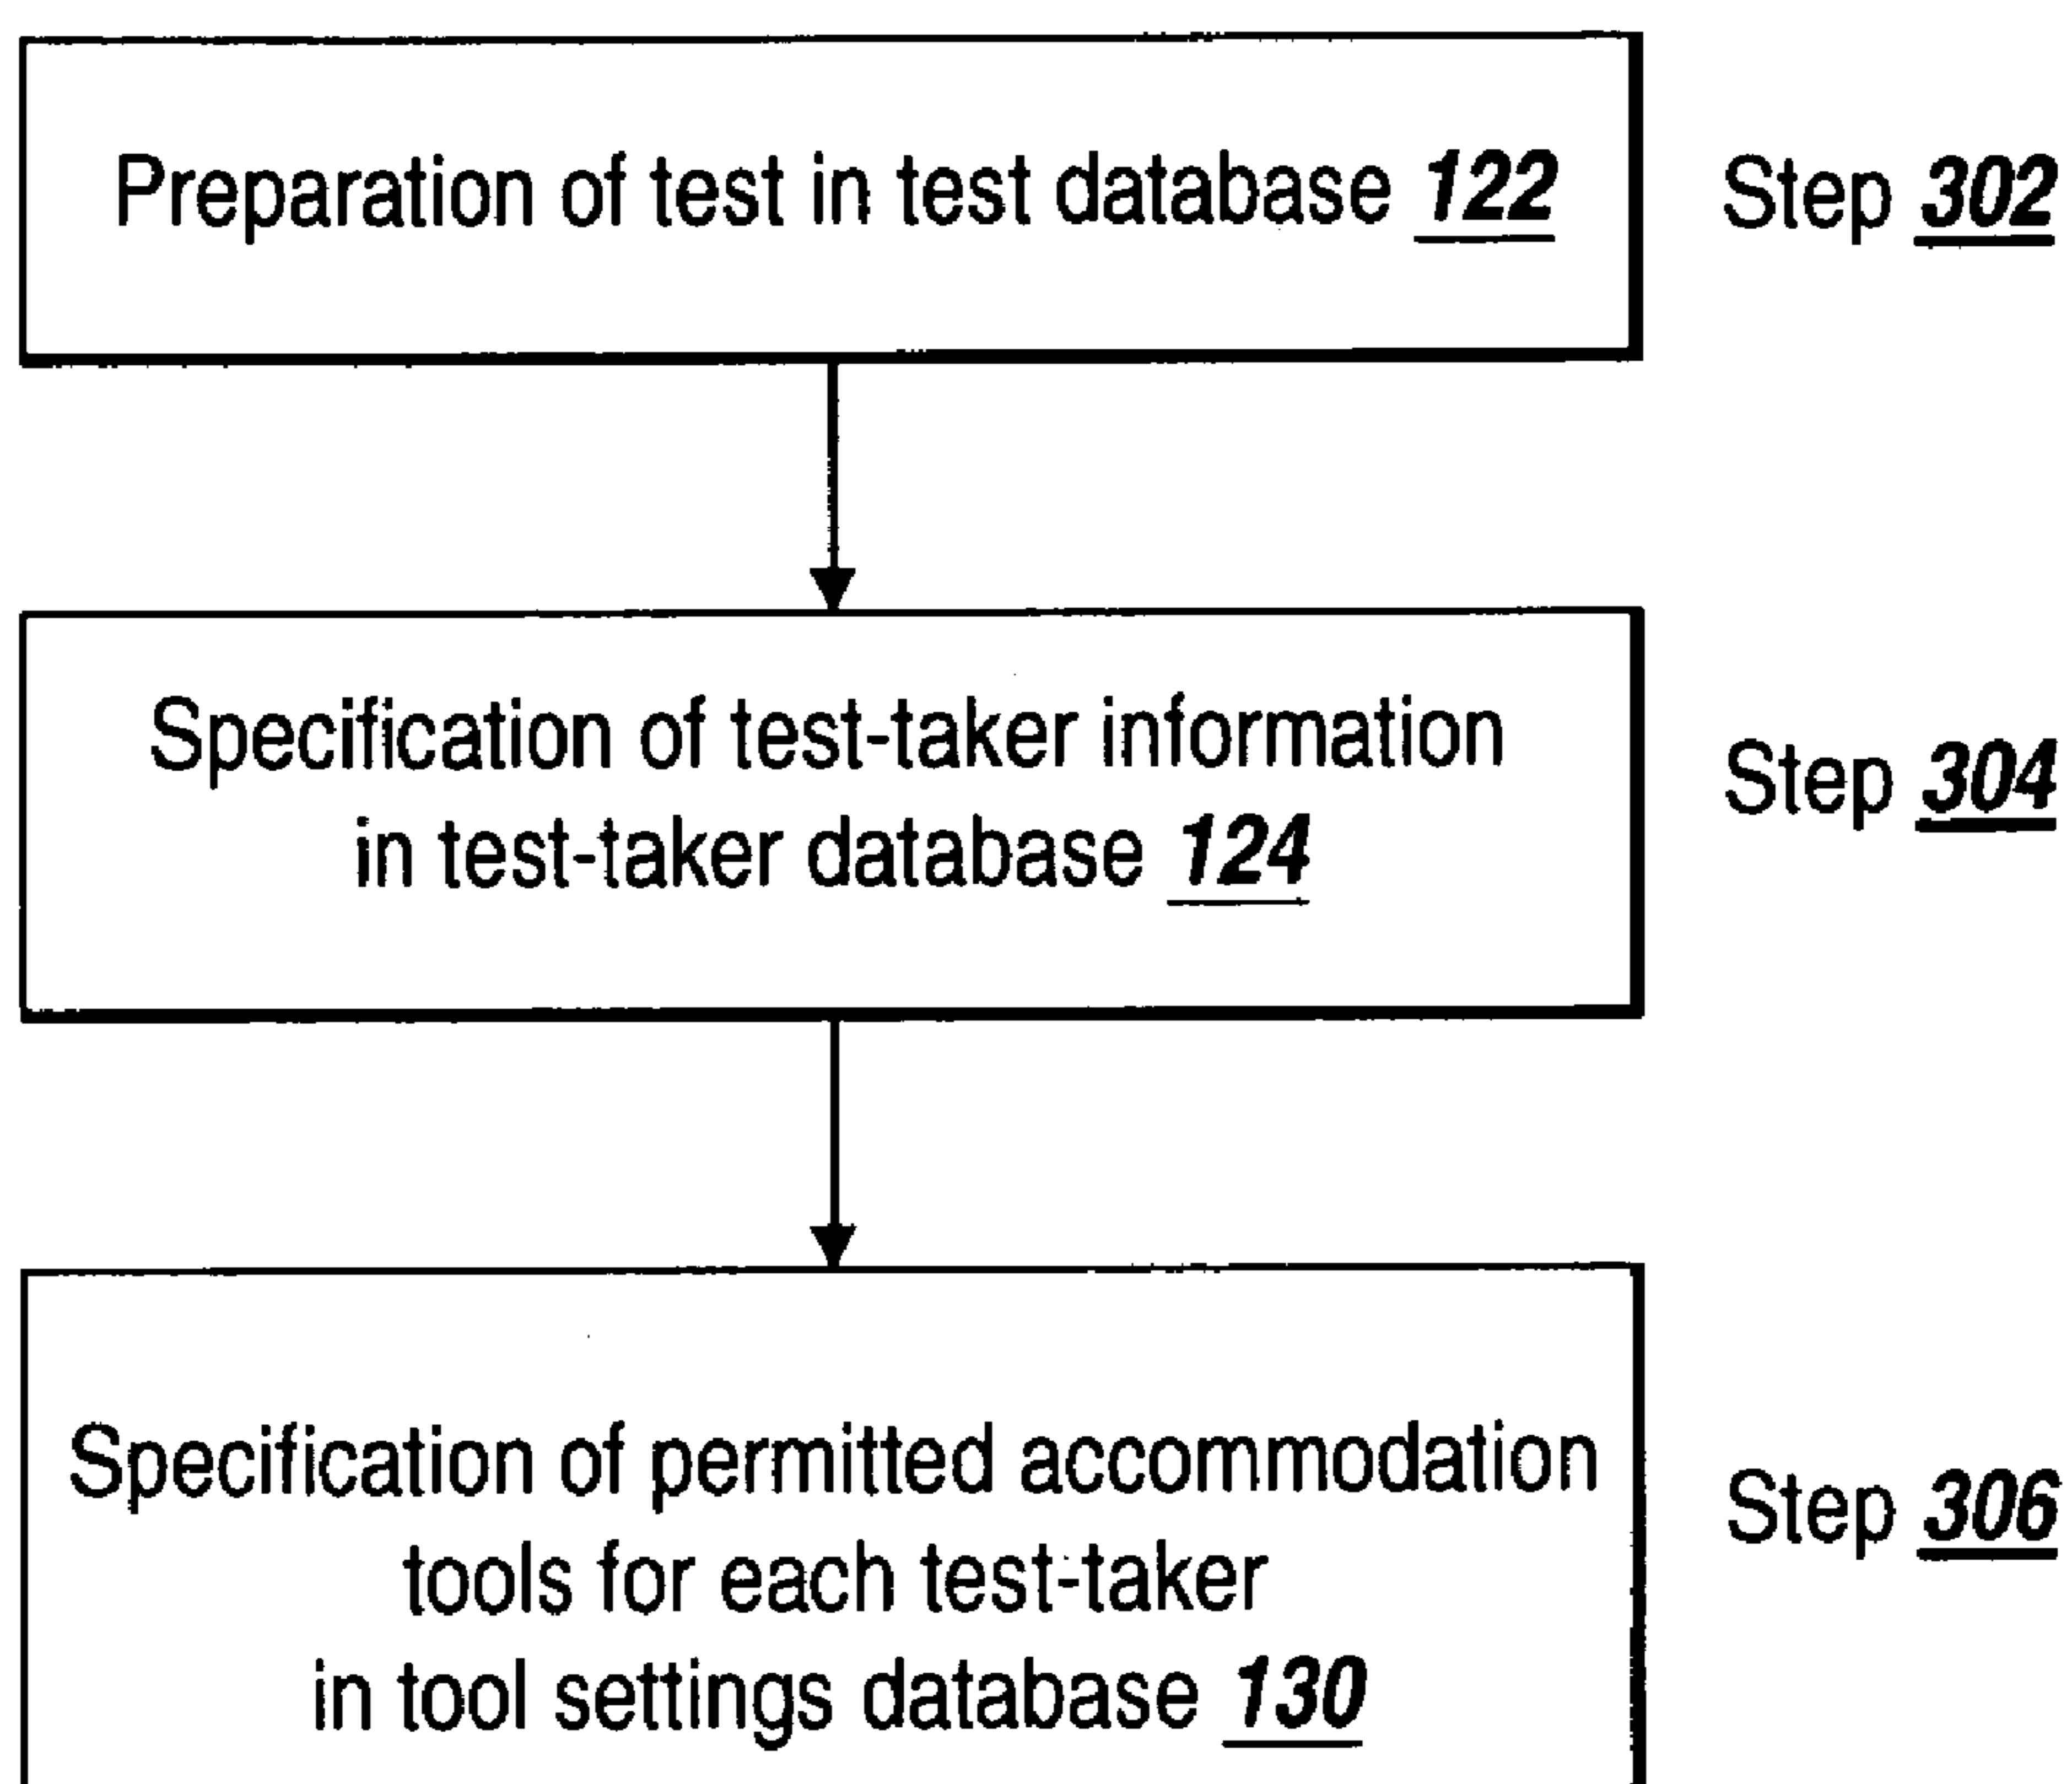 Preparation of test in test database 122
Step 302
Specification of test-taker information
in test-taker database 124
Step 304
Specification of permitted accommodation
tools for each test-taker
in tool settings database 130
Step 306